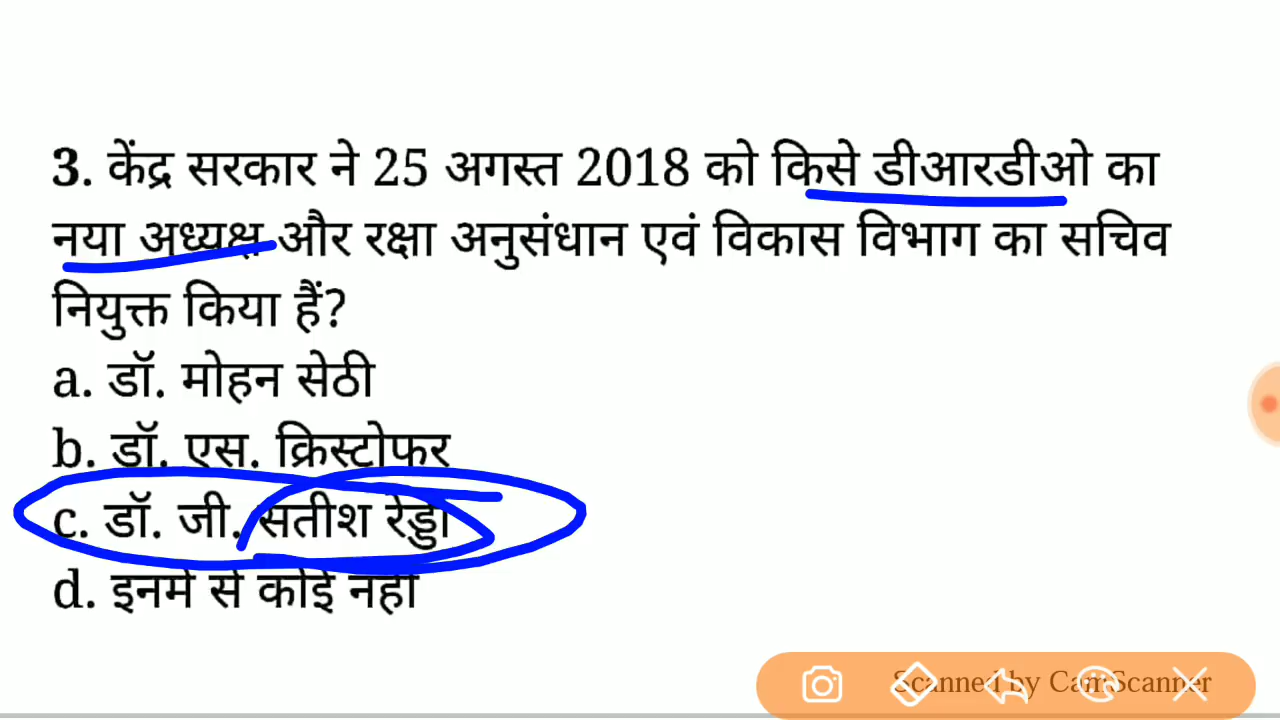 3. केंद्र सरकार ने 25 अगस्त 2018 को किसे डीआरडीओ का
नया अध्यक्ष और रक्षा अनुसंधान एवं विकास विभाग का सचिव
नियुक्त किया हैं?
a. डॉ. मोहन सेठी
b. डॉ. एस. क्रिस्टोफर
c. डॉ. जी. सतीश रेड्डी
d. इनमें से कोई नहीं
Scanned by CamScanner